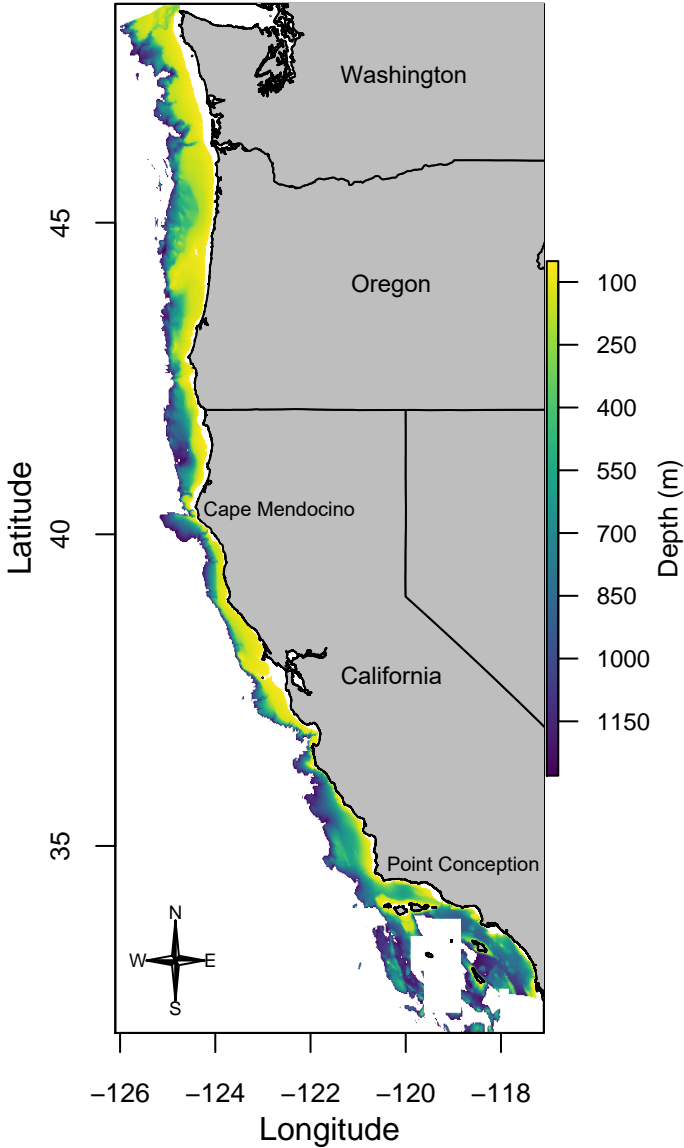 Washington
45
Oregon
100
250
400
550
700
850
1000
1150
Depth (m)
Latitude
Cape Mendocino
40
California
35
Point Conception
N
W E
S
−126 −124 −122 −120 −118
Longitude